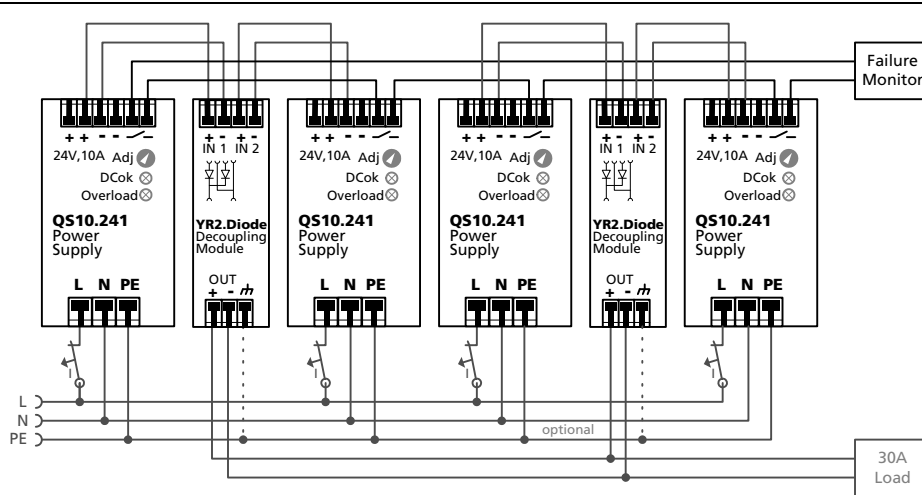 Failure
Monitor
+ + - -
24V,10A Adj
DCok
Overload
QS10.241
Power
Supply
L N PE
+ - + -
IN 1 IN 2
YR2.Diode
Decoupling
Module
OUT
+ -
+ + - -
24V,10A Adj
DCok
Overload
QS10.241
Power
Supply
L N PE
+ + - -
24V,10A Adj
DCok
Overload
QS10.241
Power
Supply
L N PE
+ - + -
IN 1 IN 2
YR2.Diode
Decoupling
Module
OUT
+ -
+ + - -
24V,10A Adj
DCok
Overload
QS10.241
Power
Supply
L N PE
I
I
I
I
L
N
PE
optional
30A
Load